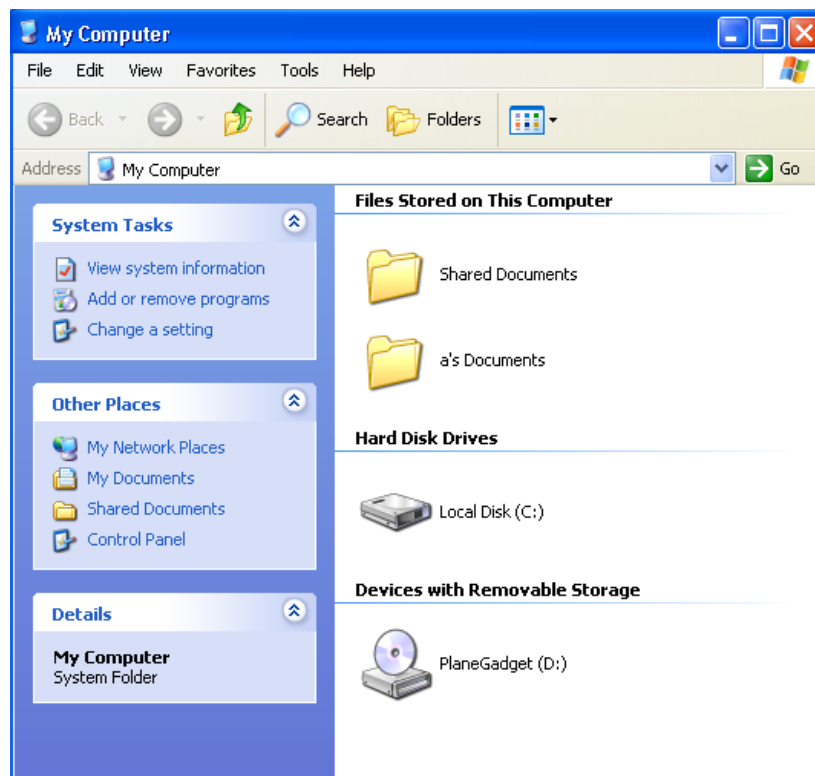 My Computer
File Edit View Favorites Tools Help
Back Search Folders
Address My Computer Go
System Tasks
View system information
Add or remove programs
Change a setting
Other Places
My Network Places
My Documents
Shared Documents
Control Panel
Details
My Computer
System Folder
Files Stored on This Computer
Shared Documents
a's Documents
Hard Disk Drives
Local Disk (C:)
Devices with Removable Storage
PlaneGadget (D:)